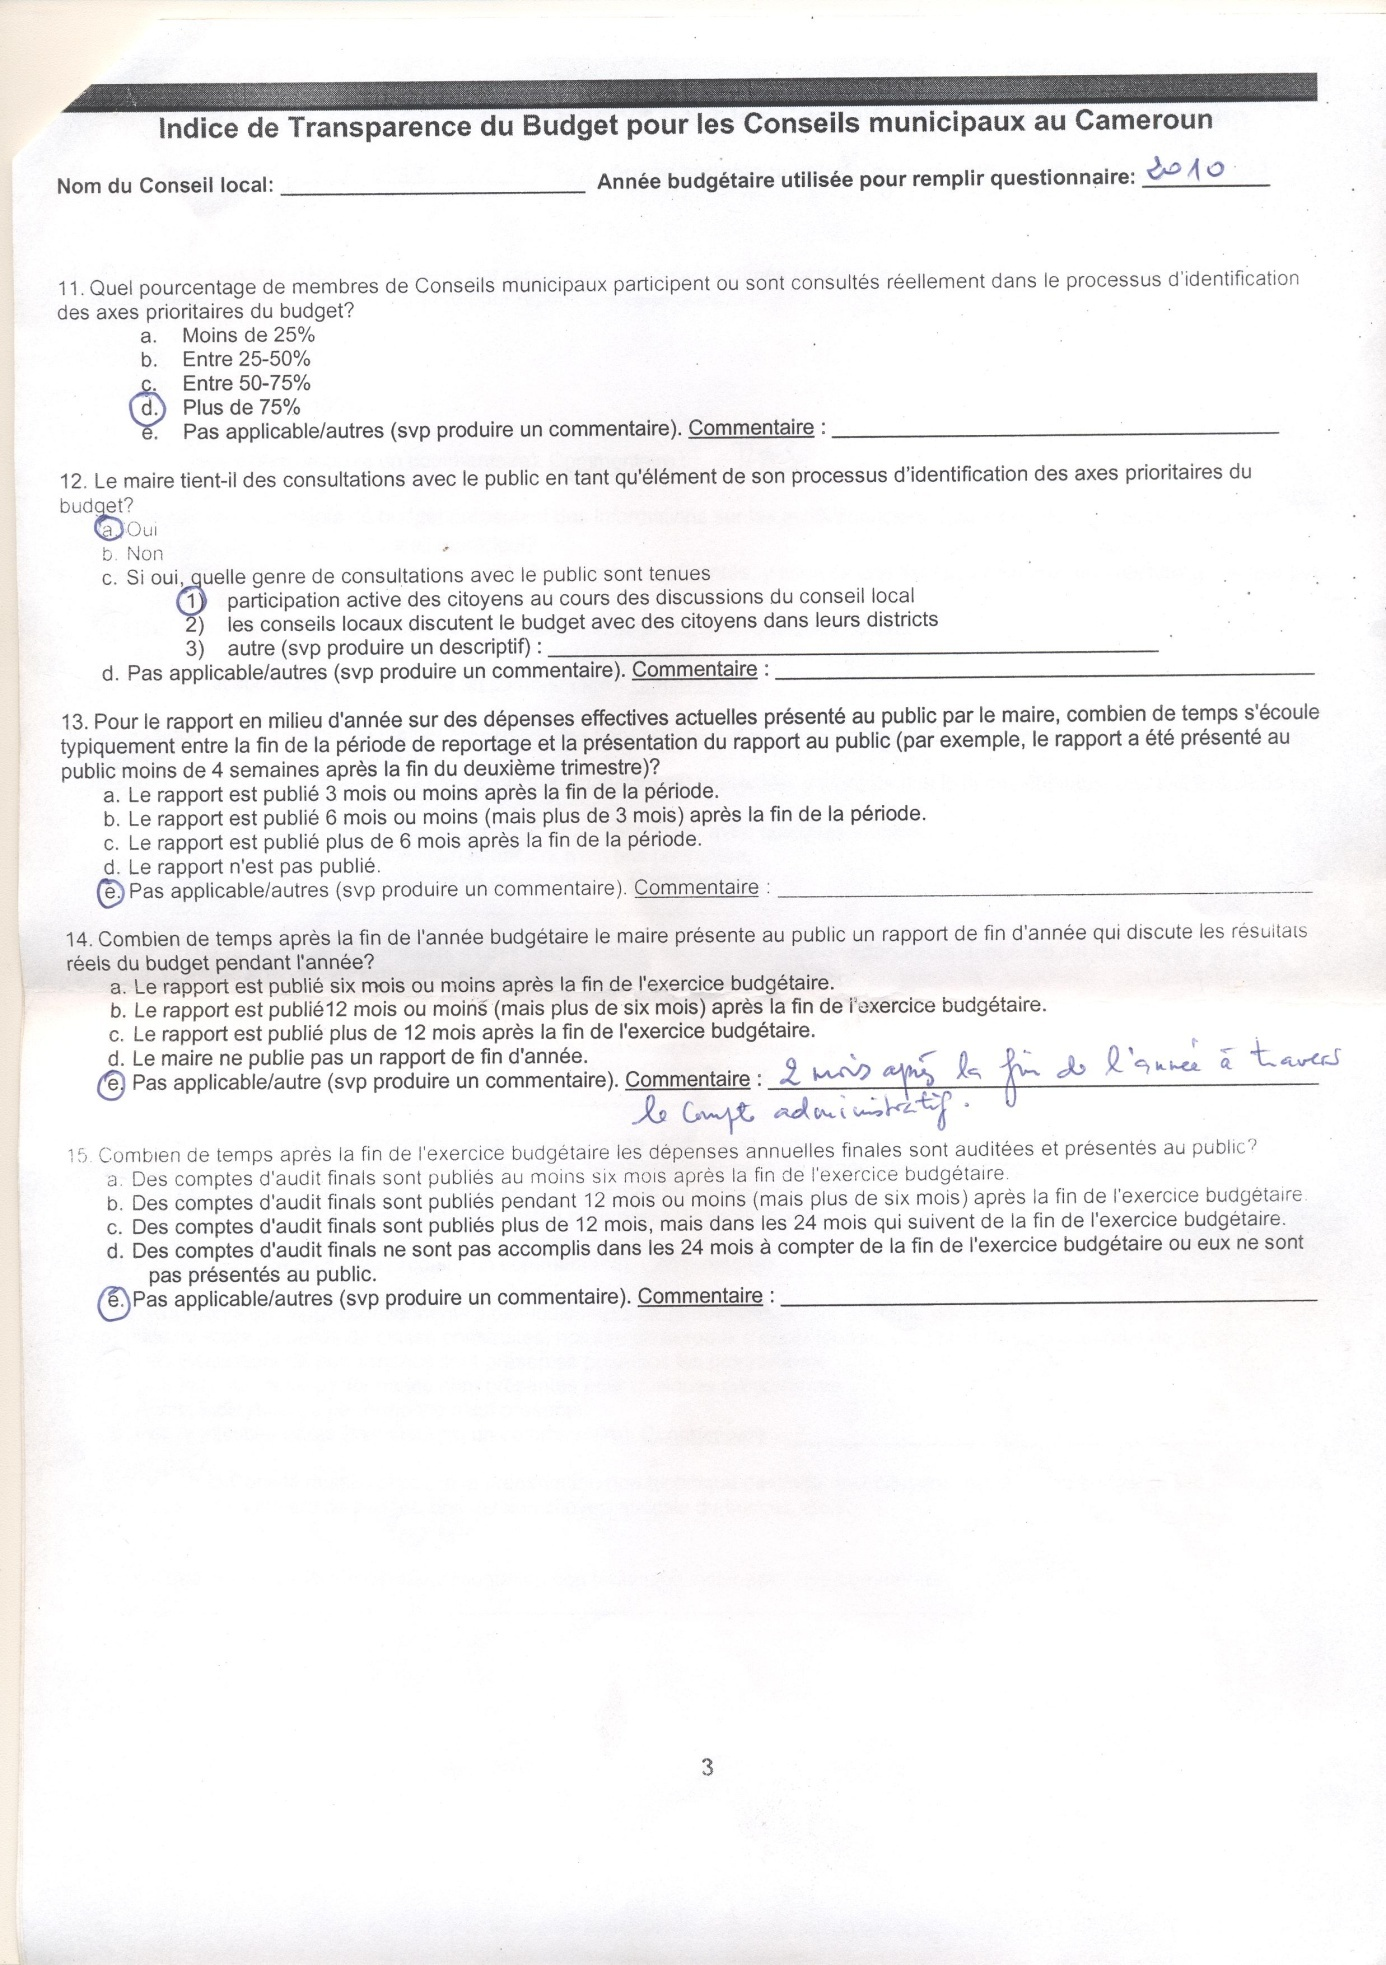 Indice de Transparence du Budget pour les Conseils municipaux au Cameroun
Nom du Conseil local: ____________ Année budgétaire utilisée pour remplir questionnaire: 2010
11. Quel pourcentage de membres de Conseils municipaux participent ou sont consultés réellement dans le processus d'identification
des axes prioritaires du budget?
a. Moins de 25%
b. Entre 25-50%
c. Entre 50-75%
d. Plus de 75%
e. Pas applicable/autres (svp produire un commentaire). Commentaire : ____________
12. Le maire tient-il des consultations avec le public en tant qu'élément de son processus d'identification des axes prioritaires du
budget?
a. Oui
b. Non
c. Si oui, quelle genre de consultations avec le public sont tenues
1) participation active des citoyens au cours des discussions du conseil local
2) les conseils locaux discutent le budget avec des citoyens dans leurs districts
3) autre (svp produire un descriptif) : ____________
d. Pas applicable/autres (svp produire un commentaire). Commentaire : ____________
13. Pour le rapport en milieu d'année sur des dépenses effectives actuelles présenté au public par le maire, combien de temps s'écoule
typiquement entre la fin de la période de reportage et la présentation du rapport au public (par exemple, le rapport a été présenté au
public moins de 4 semaines après la fin du deuxième trimestre)?
a. Le rapport est publié 3 mois ou moins après la fin de la période.
b. Le rapport est publié 6 mois ou moins (mais plus de 3 mois) après la fin de la période.
c. Le rapport est publié plus de 6 mois après la fin de la période.
d. Le rapport n'est pas publié.
e. Pas applicable/autres (svp produire un commentaire). Commentaire : ____________
14. Combien de temps après la fin de l'année budgétaire le maire présente au public un rapport de fin d'année qui discute les résultats
réels du budget pendant l'année?
a. Le rapport est publié six mois ou moins après la fin de l'exercice budgétaire.
b. Le rapport est publié12 mois ou moins (mais plus de six mois) après la fin de l'exercice budgétaire.
c. Le rapport est publié plus de 12 mois après la fin de l'exercice budgétaire.
d. Le maire ne publie pas un rapport de fin d'année.
e. Pas applicable/autre (svp produire un commentaire). Commentaire : 2 mois après la fin de l'année à travers
le compte administratif.
15. Combien de temps après la fin de l'exercice budgétaire les dépenses annuelles finales sont auditées et présentés au public?
a. Des comptes d'audit finals sont publiés au moins six mois après la fin de l'exercice budgétaire.
b. Des comptes d'audit finals sont publiés pendant 12 mois ou moins (mais plus de six mois) après la fin de l'exercice budgétaire.
c. Des comptes d'audit finals sont publiés plus de 12 mois, mais dans les 24 mois qui suivent de la fin de l'exercice budgétaire.
d. Des comptes d'audit finals ne sont pas accomplis dans les 24 mois à compter de la fin de l'exercice budgétaire ou eux ne sont
pas présentés au public.
e. Pas applicable/autres (svp produire un commentaire). Commentaire : ____________
3